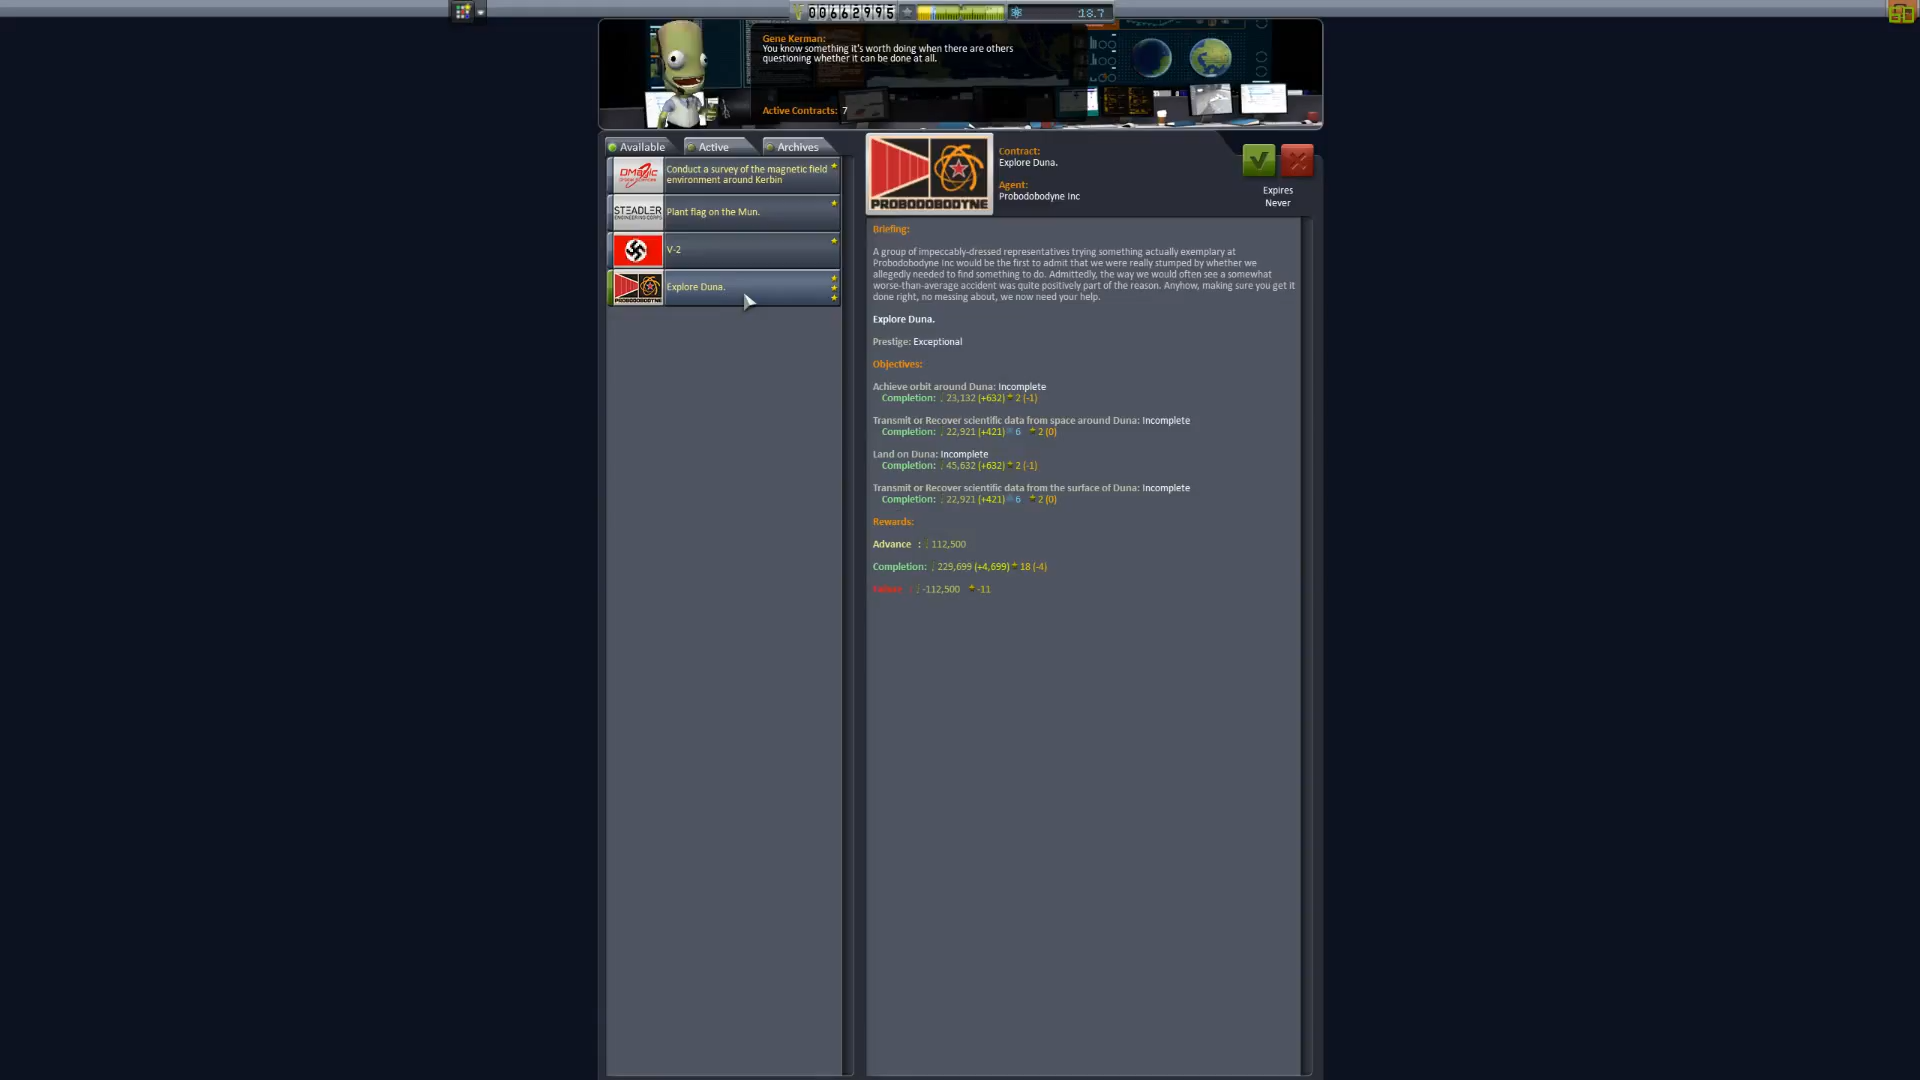 00662995
18.7
Gene Kerman:
You know something it's worth doing when there are others
questioning whether it can be done at all.
Active Contracts: 7
Available
Active
Archives
DMagic
Conduct a survey of the magnetic field
environment around Kerbin
STEADLER
ENGINEERING CORPS
Plant flag on the Mun.
V-2
Explore Duna.
PROBODOBODYNE
Contract:
Explore Duna.
Agent:
Probodobodyne Inc
Expires
Never
Briefing:
A group of impeccably-dressed representatives trying something actually exemplary at
Probodobodyne Inc would be the first to admit that we were really stumped by whether we
allegedly needed to find something to do. Admittedly, the way we would often see a somewhat
worse-than-average accident was quite positively part of the reason. Anyhow, making sure you get it
done right, no messing about, we now need your help.
Explore Duna.
Prestige: Exceptional
Objectives:
Achieve orbit around Duna: Incomplete
Completion: 23,132 (+632) 2 (-1)
Transmit or Recover scientific data from space around Duna: Incomplete
Completion: 22,921 (+421) 6 2 (0)
Land on Duna: Incomplete
Completion: 45,632 (+632) 2 (-1)
Transmit or Recover scientific data from the surface of Duna: Incomplete
Completion: 22,921 (+421) 6 2 (0)
Rewards:
Advance : 112,500
Completion: 229,699 (+4,699) 18 (-4)
Failure : -112,500 -11